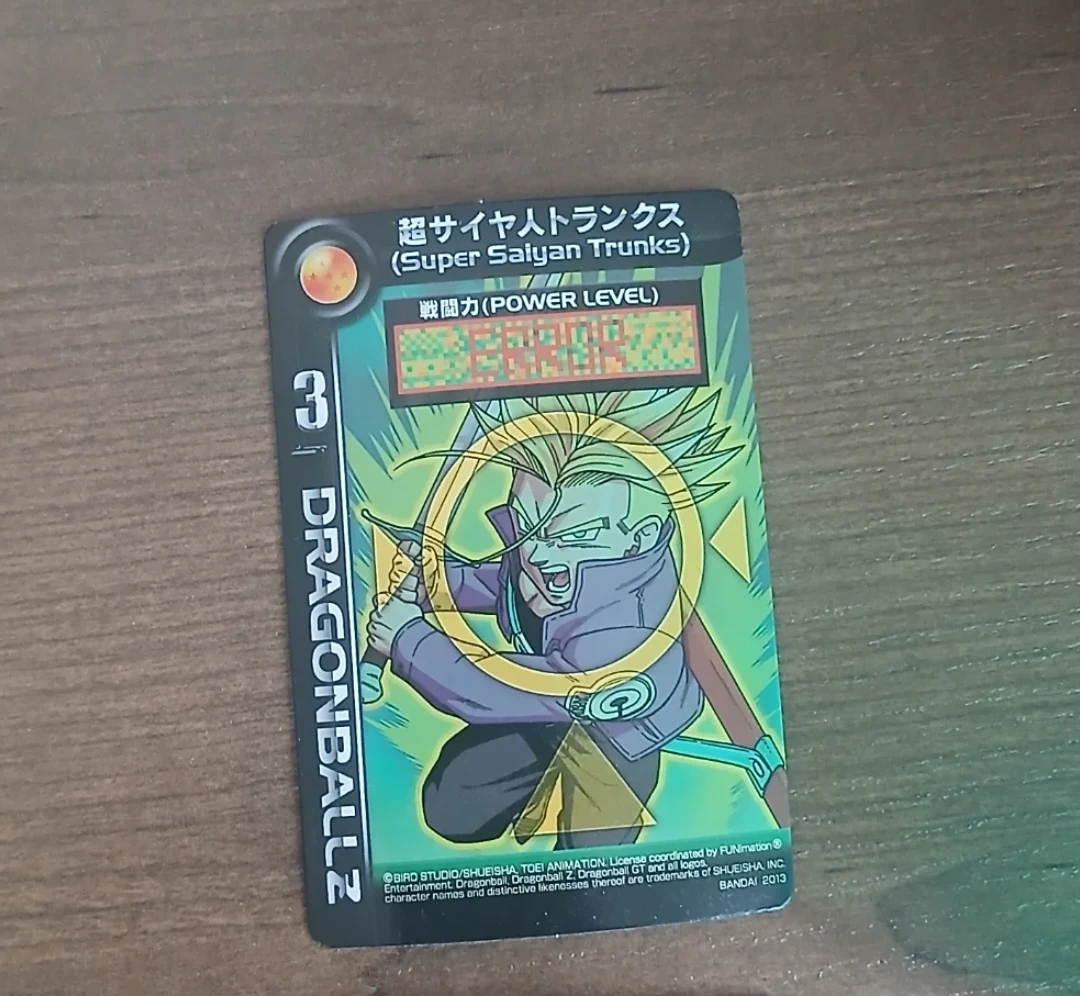 超サイヤ人トランクス
(Super Saiyan Trunks)
戦闘力(POWER LEVEL)
ERROR
3
DRAGONBALL Z
C
©BIRD STUDIO/SHUEISHA, TOEI ANIMATION. License coordinated by FUNimation®
Entertainment. Dragonball, Dragonball Z, Dragonball GT and all logos,
character names and distinctive likenesses thereof are trademarks of SHUEISHA, INC.
BANDAI 2013